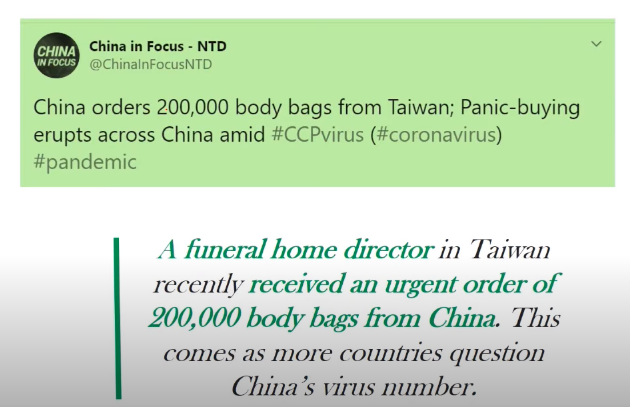 CHINA
IN FOCUS
China in Focus - NTD
@ChinaInFocusNTD
China orders 200,000 body bags from Taiwan; Panic-buying
erupts across China amid #CCPvirus (#coronavirus)
#pandemic
A funeral home director in Taiwan
recently received an urgent order of
200,000 body bags from China. This
comes as more countries question
China's virus number.